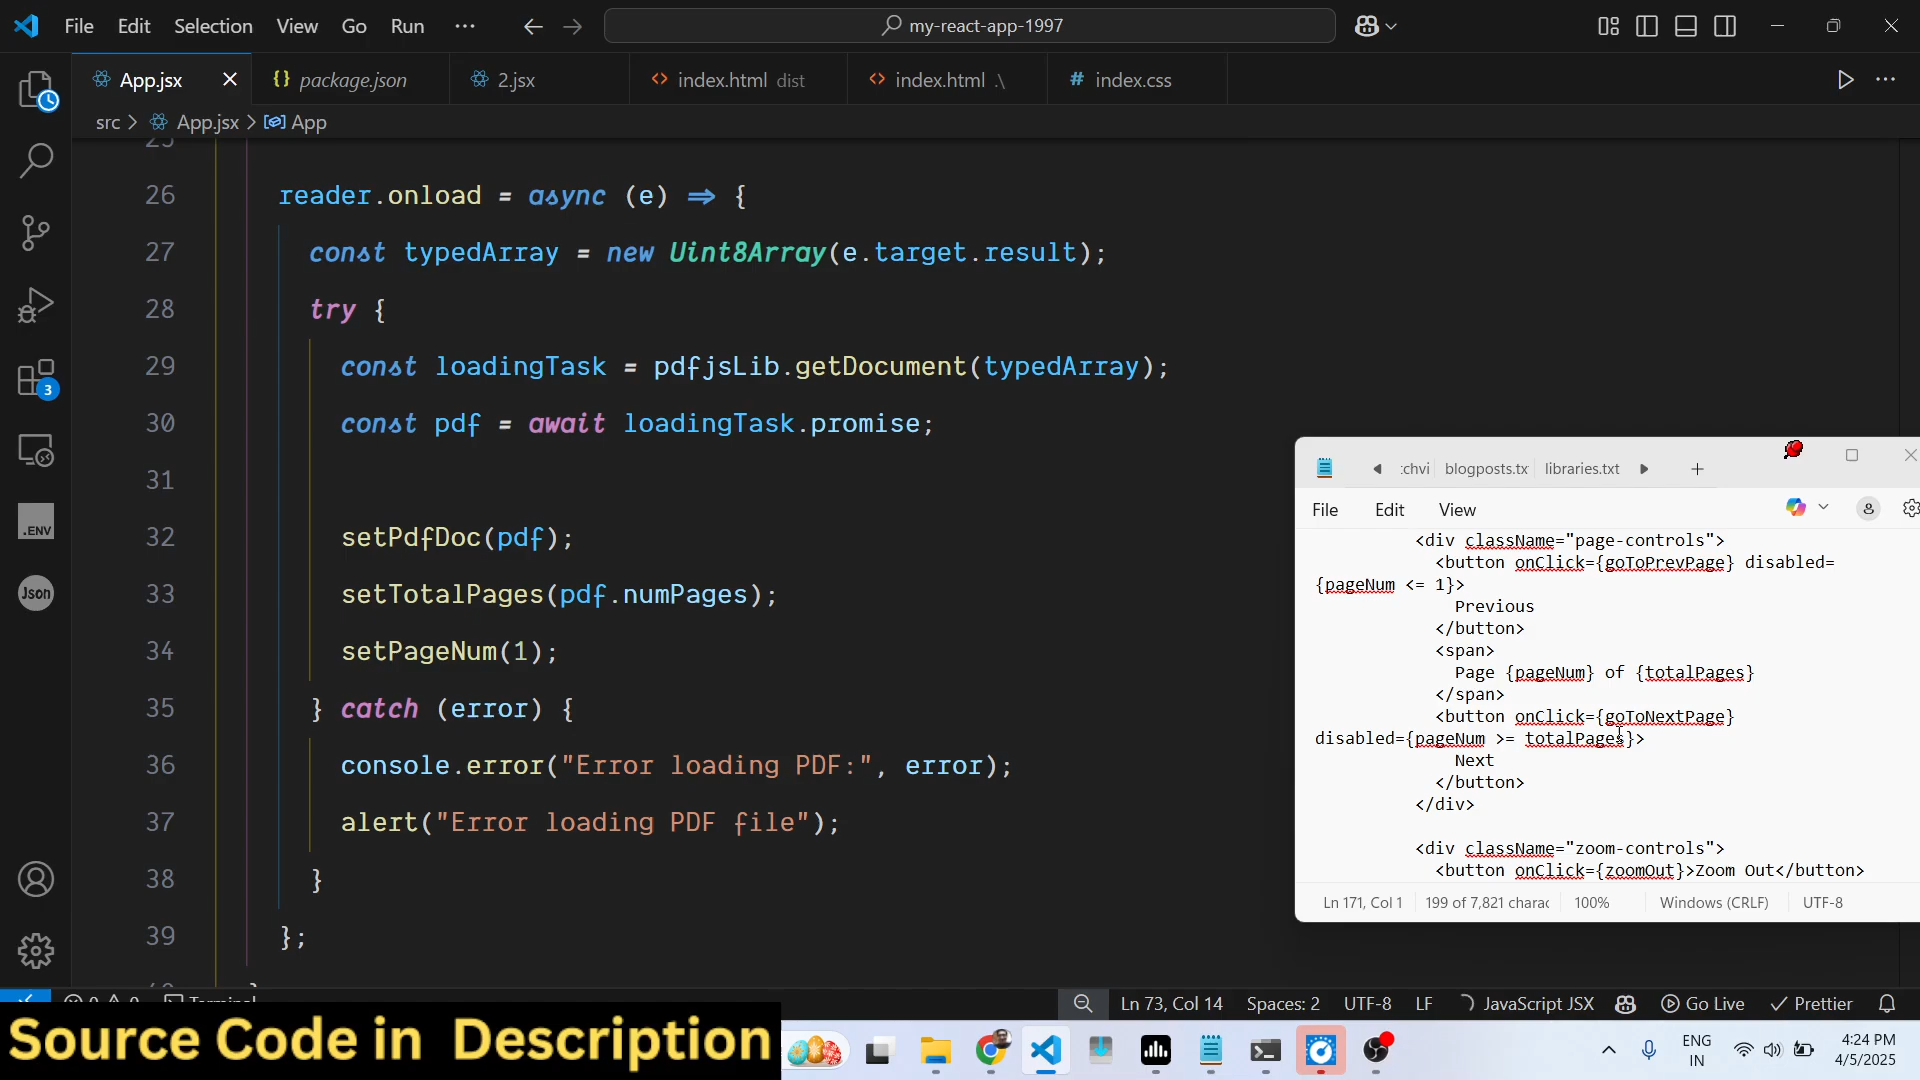 File Edit Selection View Go Run ···
my-react-app-1997
App.jsx
package.json
2.jsx
index.html dist
index.html .\
index.css
src > App.jsx > App
25
26 reader.onload = async (e) => {
27 const typedArray = new Uint8Array(e.target.result);
28 try {
29 const loadingTask = pdfjsLib.getDocument(typedArray);
30 const pdf = await loadingTask.promise;
31
32 setPdfDoc(pdf);
33 setTotalPages(pdf.numPages);
34 setPageNum(1);
35 } catch (error) {
36 console.error("Error loading PDF:", error);
37 alert("Error loading PDF file");
38 }
39 };
3
.ENV
Json
:chvi blogposts.tx libraries.txt
File Edit View
<div className="page-controls">
<button onClick={goToPrevPage} disabled=
{pageNum <= 1}>
Previous
</button>
<span>
Page {pageNum} of {totalPages}
</span>
<button onClick={goToNextPage}
disabled={pageNum >= totalPages}>
Next
</button>
</div>
<div className="zoom-controls">
<button onClick={zoomOut}>Zoom Out</button>
Ln 171, Col 1 199 of 7,821 charac 100% Windows (CRLF) UTF-8
Ln 73, Col 14 Spaces: 2 UTF-8 LF JavaScript JSX Go Live Prettier
Source Code in Description
ENG
IN
4:24 PM
4/5/2025